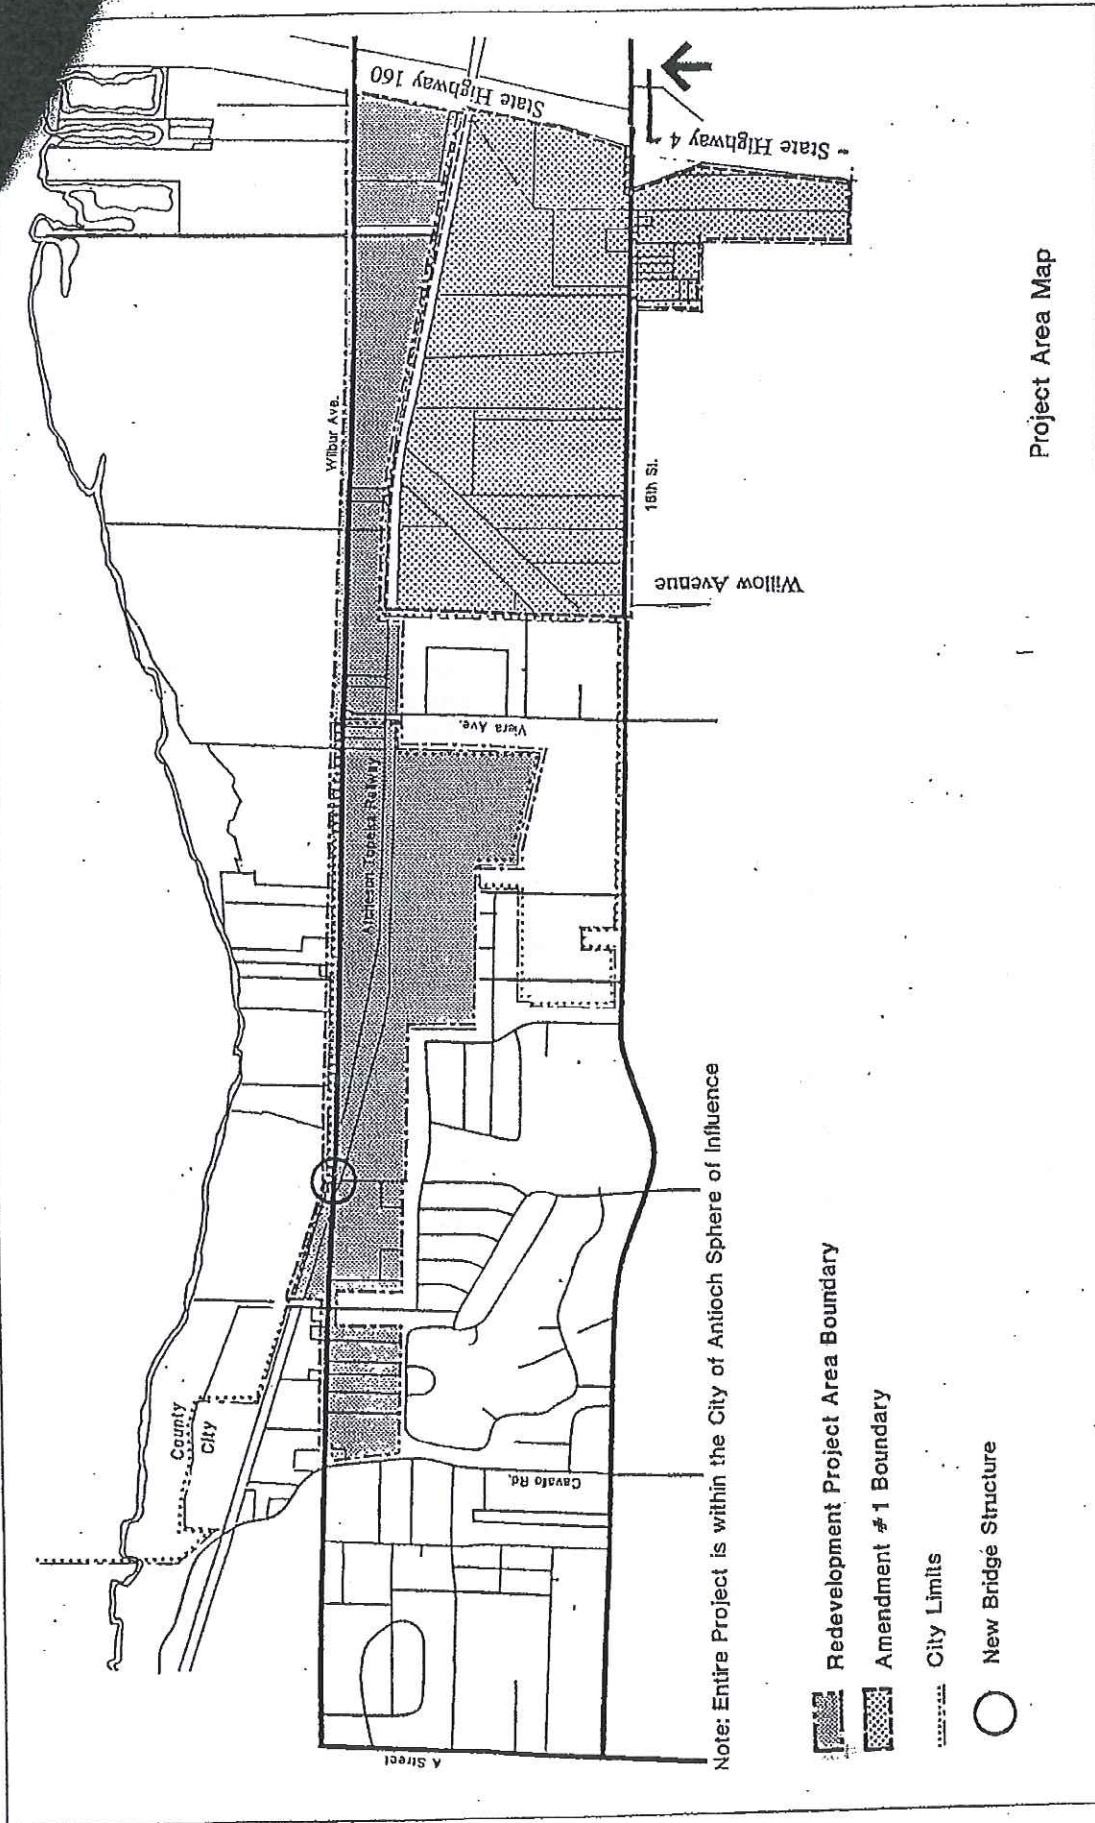 State Highway 160
State Highway 4
Wilbur Ave.
18th St.
Willow Avenue
Viera Ave.
Atcheson Topeka Railway
County
City
Cavallo Rd.
A Street
Note: Entire Project is within the City of Antioch Sphere of Influence
Redevelopment Project Area Boundary
Amendment #1 Boundary
City Limits
New Bridge Structure
Project Area Map